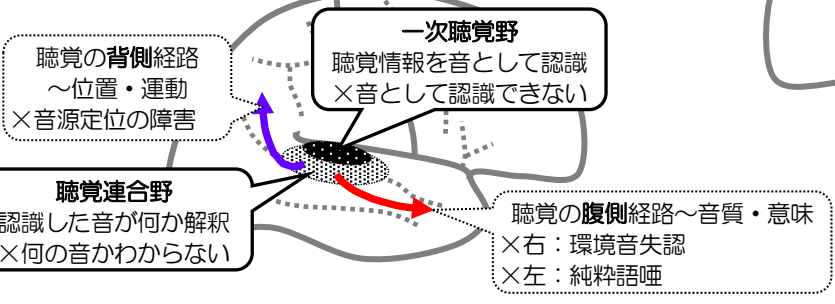 聴覚の背側経路
～位置・運動
×音源定位の障害
一次聴覚野
聴覚情報を音として認識
×音として認識できない
聴覚連合野
認識した音が何か解釈
×何の音かわからない
聴覚の腹側経路～音質・意味
×右：環境音失認
×左：純粋語唖